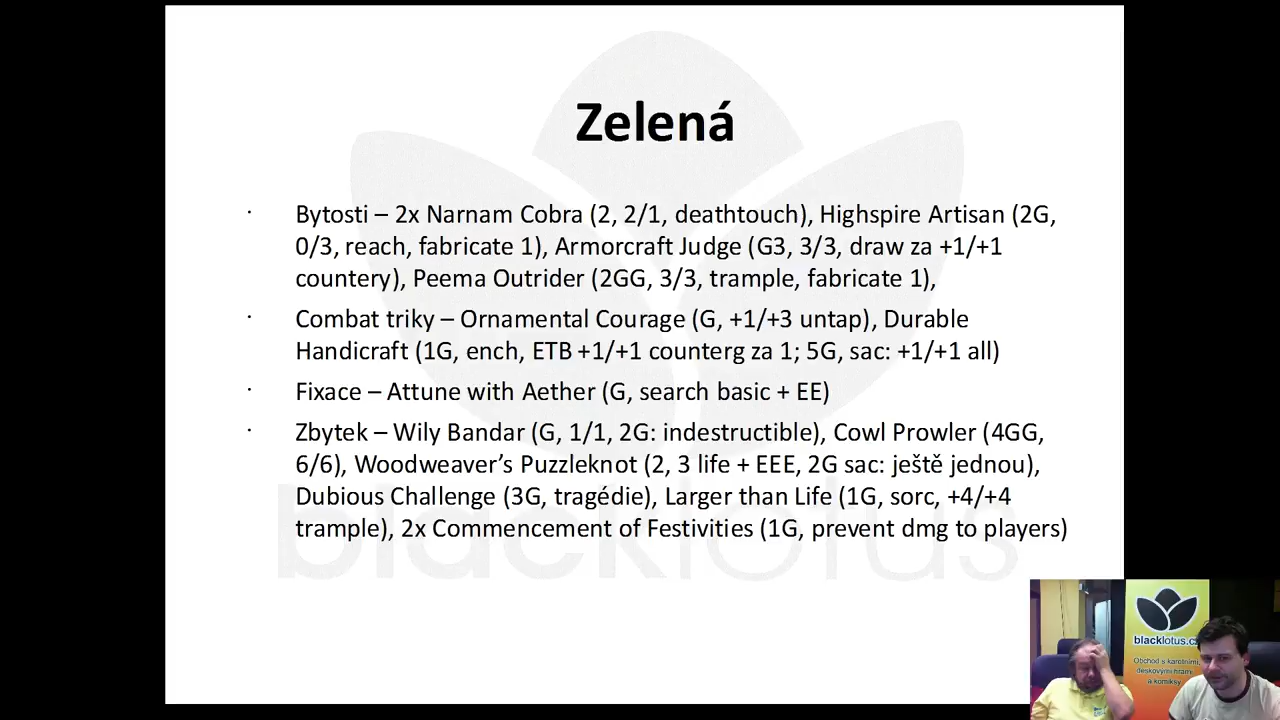 Zelená
· Bytosti – 2x Narnam Cobra (2, 2/1, deathtouch), Highspire Artisan (2G,
0/3, reach, fabricate 1), Armorcraft Judge (G3, 3/3, draw za +1/+1
countery), Peema Outrider (2GG, 3/3, trample, fabricate 1),
· Combat triky – Ornamental Courage (G, +1/+3 untap), Durable
Handicraft (1G, ench, ETB +1/+1 counterg za 1; 5G, sac: +1/+1 all)
· Fixace – Attune with Aether (G, search basic + EE)
· Zbytek – Wily Bandar (G, 1/1, 2G: indestructible), Cowl Prowler (4GG,
6/6), Woodweaver’s Puzzleknot (2, 3 life + EEE, 2G sac: ještě jednou),
Dubious Challenge (3G, tragédie), Larger than Life (1G, sorc, +4/+4
trample), 2x Commencement of Festivities (1G, prevent dmg to players)
blacklotus
blacklotus.cz
Obchod s karetními,
deskovými hrami
a komiksy